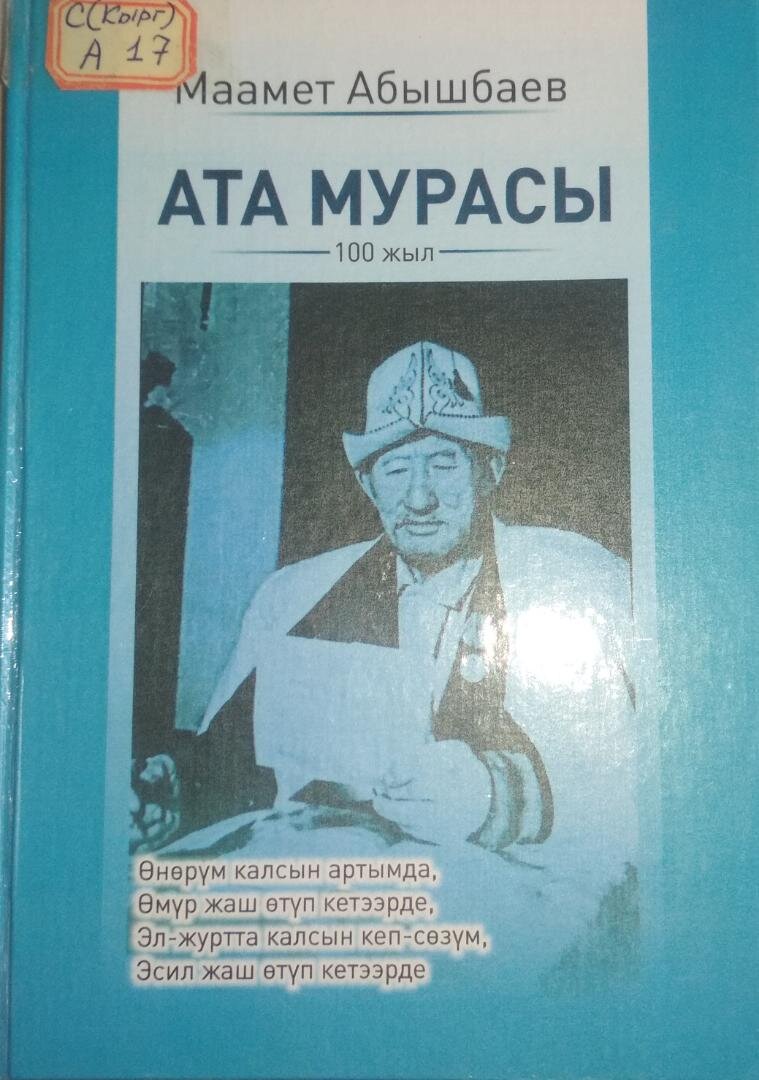 С(Кырг)
А 17
Маамет Абышбаев
АТА МУРАСЫ
100 жыл
Өнөрүм калсын артымда,
Өмүр жаш өтүп кетээрде,
Эл-журтта калсын кеп-сөзүм,
Эсил жаш өтүп кетээрде